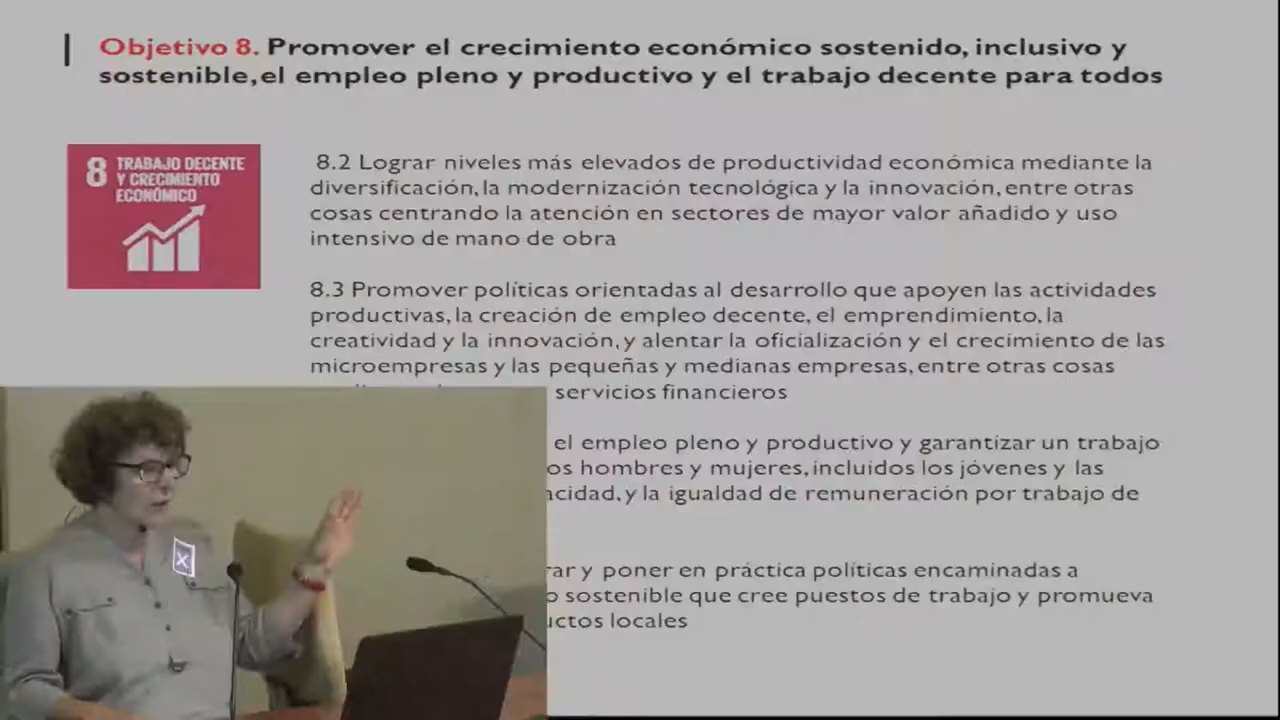 Objetivo 8. Promover el crecimiento económico sostenido, inclusivo y
sostenible, el empleo pleno y productivo y el trabajo decente para todos
8 TRABAJO DECENTE
Y CRECIMIENTO
ECONÓMICO
8.2 Lograr niveles más elevados de productividad económica mediante la
diversificación, la modernización tecnológica y la innovación, entre otras
cosas centrando la atención en sectores de mayor valor añadido y uso
intensivo de mano de obra
8.3 Promover políticas orientadas al desarrollo que apoyen las actividades
productivas, la creación de empleo decente, el emprendimiento, la
creatividad y la innovación, y alentar la oficialización y el crecimiento de las
microempresas y las pequeñas y medianas empresas, entre otras cosas
servicios financieros
el empleo pleno y productivo y garantizar un trabajo
os hombres y mujeres, incluidos los jóvenes y las
acidad, y la igualdad de remuneración por trabajo de
rar y poner en práctica políticas encaminadas a
o sostenible que cree puestos de trabajo y promueva
uctos locales